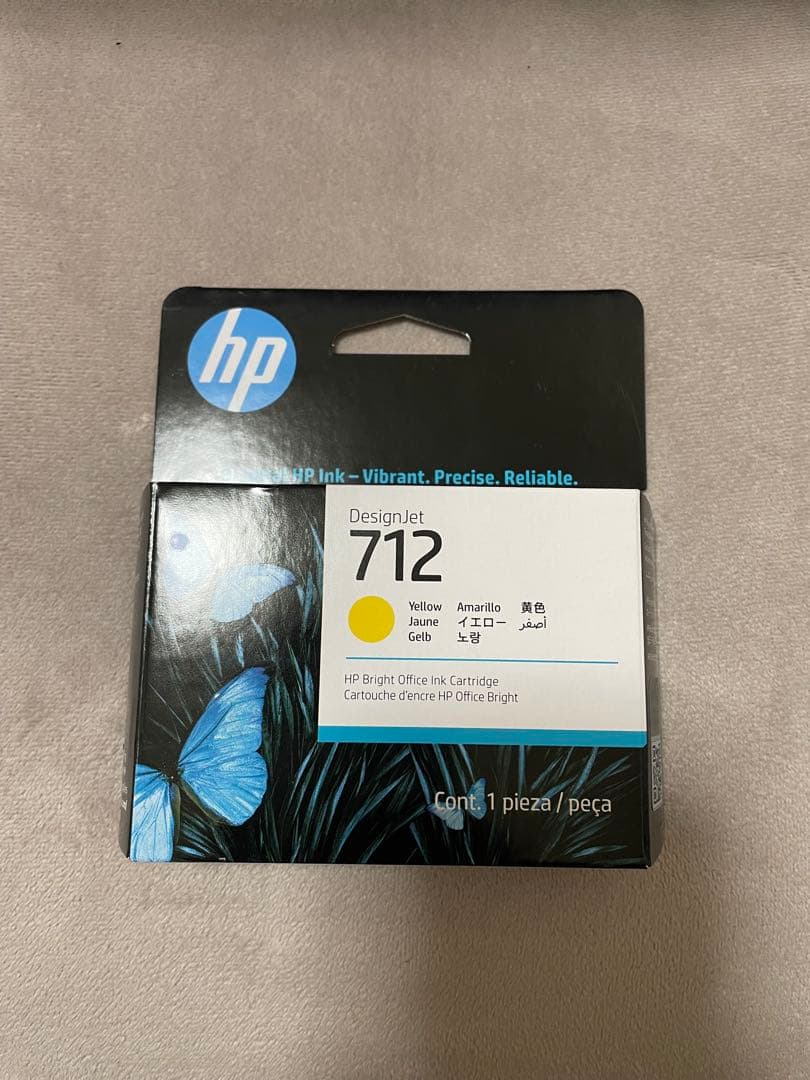 hp
HP Ink – Vibrant. Precise. Reliable.
DesignJet
712
Yellow Amarillo 黄色
Jaune イエロー أصفر
Gelb 노랑
HP Bright Office Ink Cartridge
Cartouche d'encre HP Office Bright
Cont. 1 pieza / peça